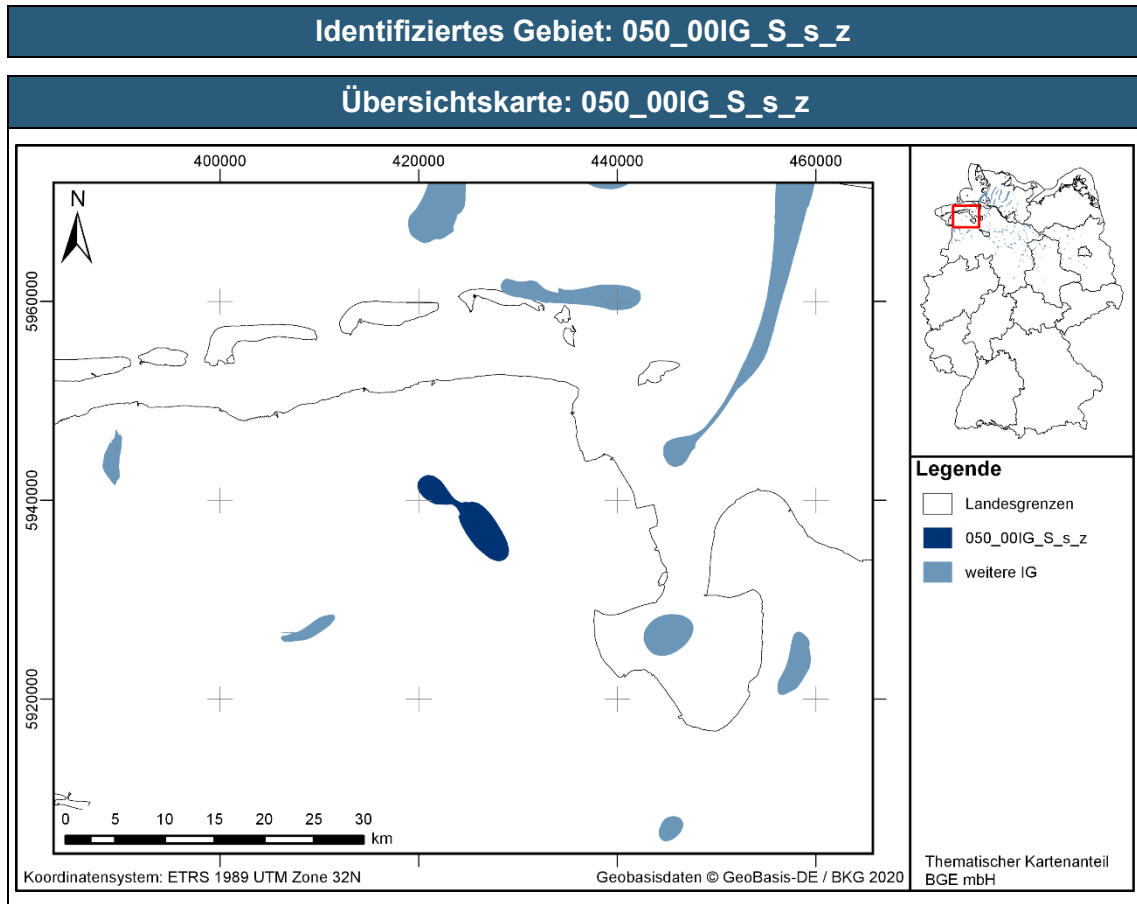 Identifiziertes Gebiet: 050_00IG_S_s_z
Übersichtskarte: 050_00IG_S_s_z
400000 420000 440000 460000
N
5960000
5940000
5920000
0 5 10 15 20 25 30
km
Koordinatensystem: ETRS 1989 UTM Zone 32N
Geobasisdaten © GeoBasis-DE / BKG 2020
Legende
Landesgrenzen
050_00IG_S_s_z
weitere IG
Thematischer Kartenanteil
BGE mbH